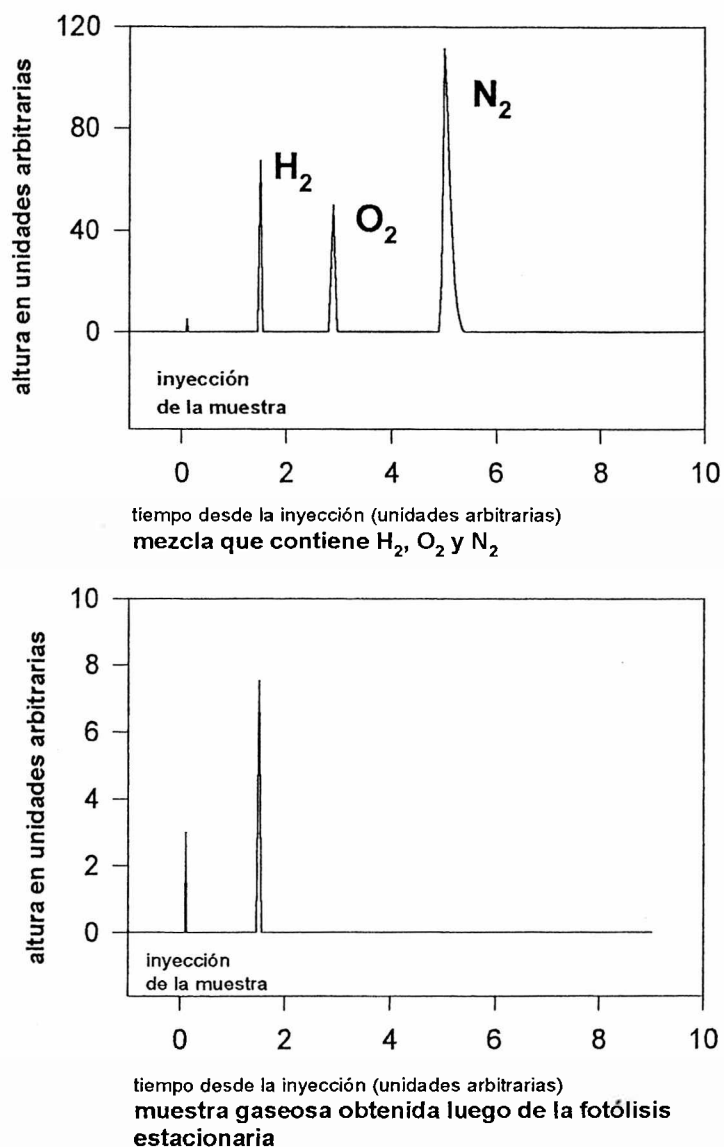 120
80
40
0
altura en unidades arbitrarias
H₂
O₂
N₂
inyección
de la muestra
0 2 4 6 8 10
tiempo desde la inyección (unidades arbitrarias)
mezcla que contiene H₂, O₂ y N₂
10
8
6
4
2
0
altura en unidades arbitrarias
inyección
de la muestra
0 2 4 6 8 10
tiempo desde la inyección (unidades arbitrarias)
muestra gaseosa obtenida luego de la fotólisis
estacionaria